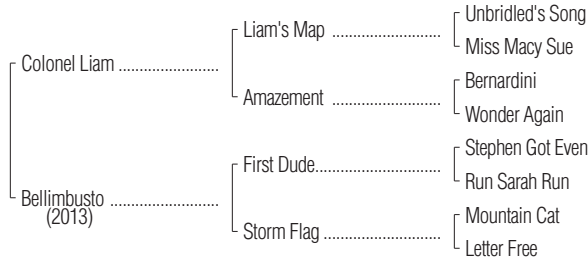 Unbridled's Song
Liam's Map ....................
Miss Macy Sue
Colonel Liam ....................
Bernardini
Amazement ....................
Wonder Again
Stephen Got Even
First Dude....................
Run Sarah Run
Bellimbusto ....................
(2013)
Mountain Cat
Storm Flag ....................
Letter Free